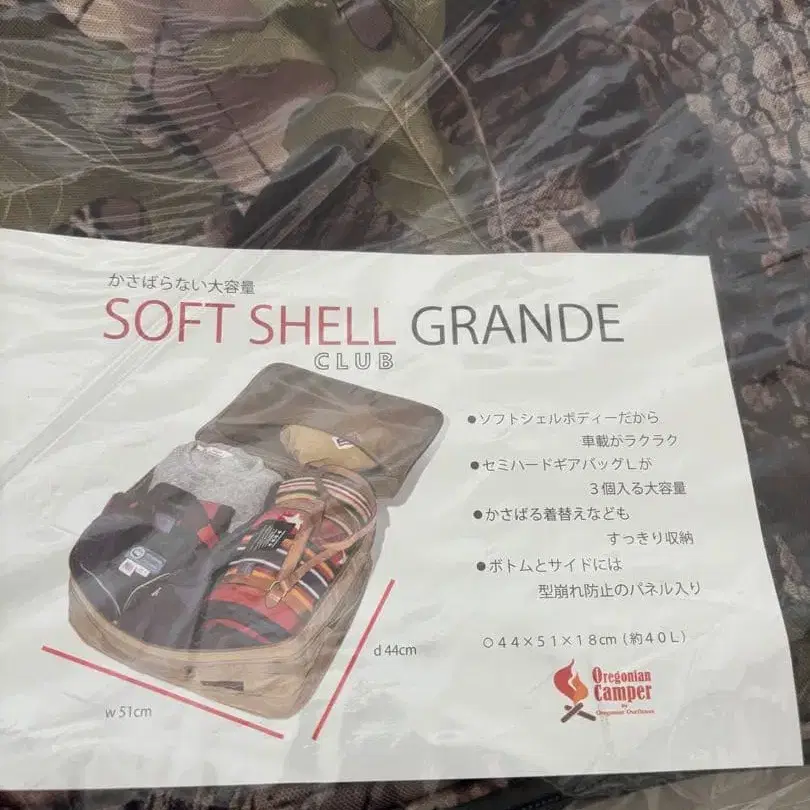 かさばらない大容量
SOFT SHELL GRANDE
CLUB
●ソフトシェルボディーだから
車載がラクラク
●セミハードギアバッグLが
3個入る大容量
●かさばる着替えなども
すっきり収納
●ボトムとサイドには
型崩れ防止のパネル入り
○44×51×18cm(約40L)
d 44cm
w 51cm
Oregonian
Camper
by
Oregonian Outfitters